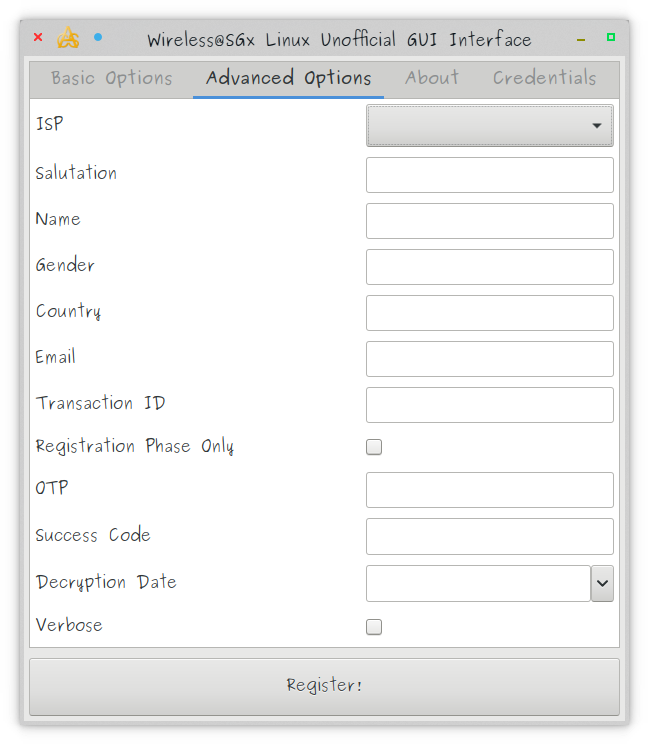 Wireless@SGx Linux Unofficial GUI Interface
Basic Options Advanced Options About Credentials
ISP
Salutation
Name
Gender
Country
Email
Transaction ID
Registration Phase Only
OTP
Success Code
Decryption Date
Verbose
Register!